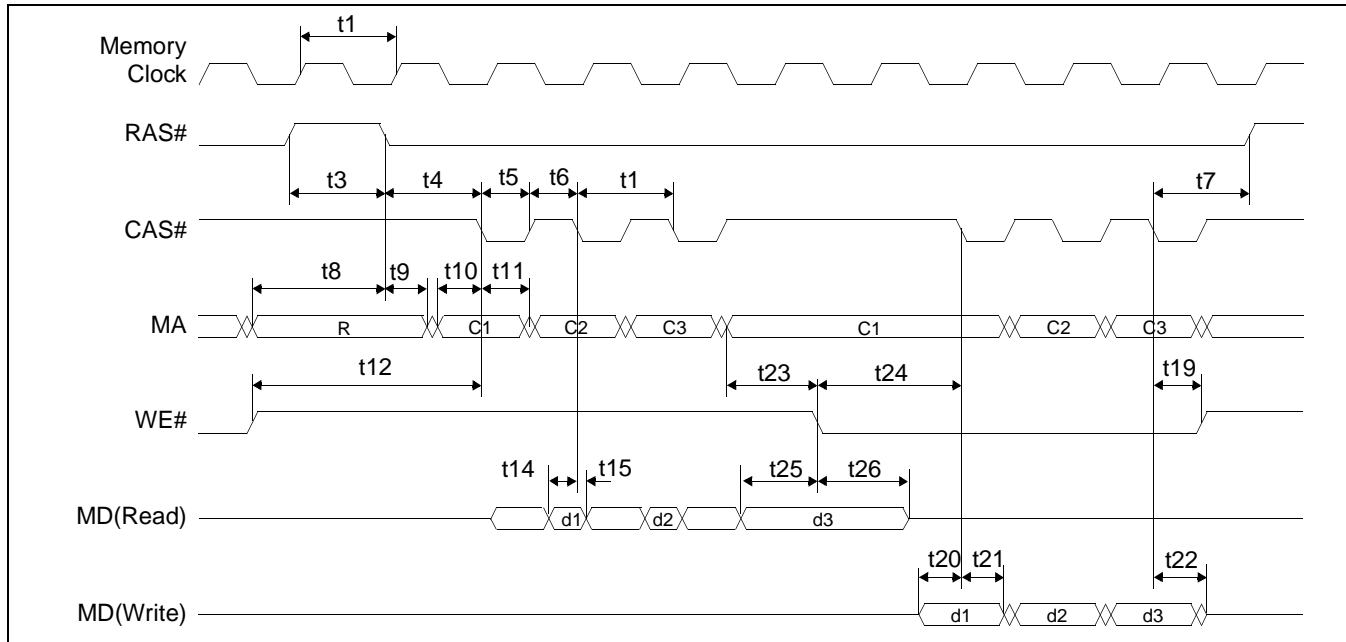 t1
Memory
Clock
RAS#
t3 t4 t5 t6 t1 t7
CAS#
t8 t9 t10 t11
MA R C1 C2 C3 C1 C2 C3
t12 t23 t24 t19
WE#
t14 t15 t25 t26
MD(Read) d1 d2 d3
t20 t21 t22
MD(Write) d1 d2 d3